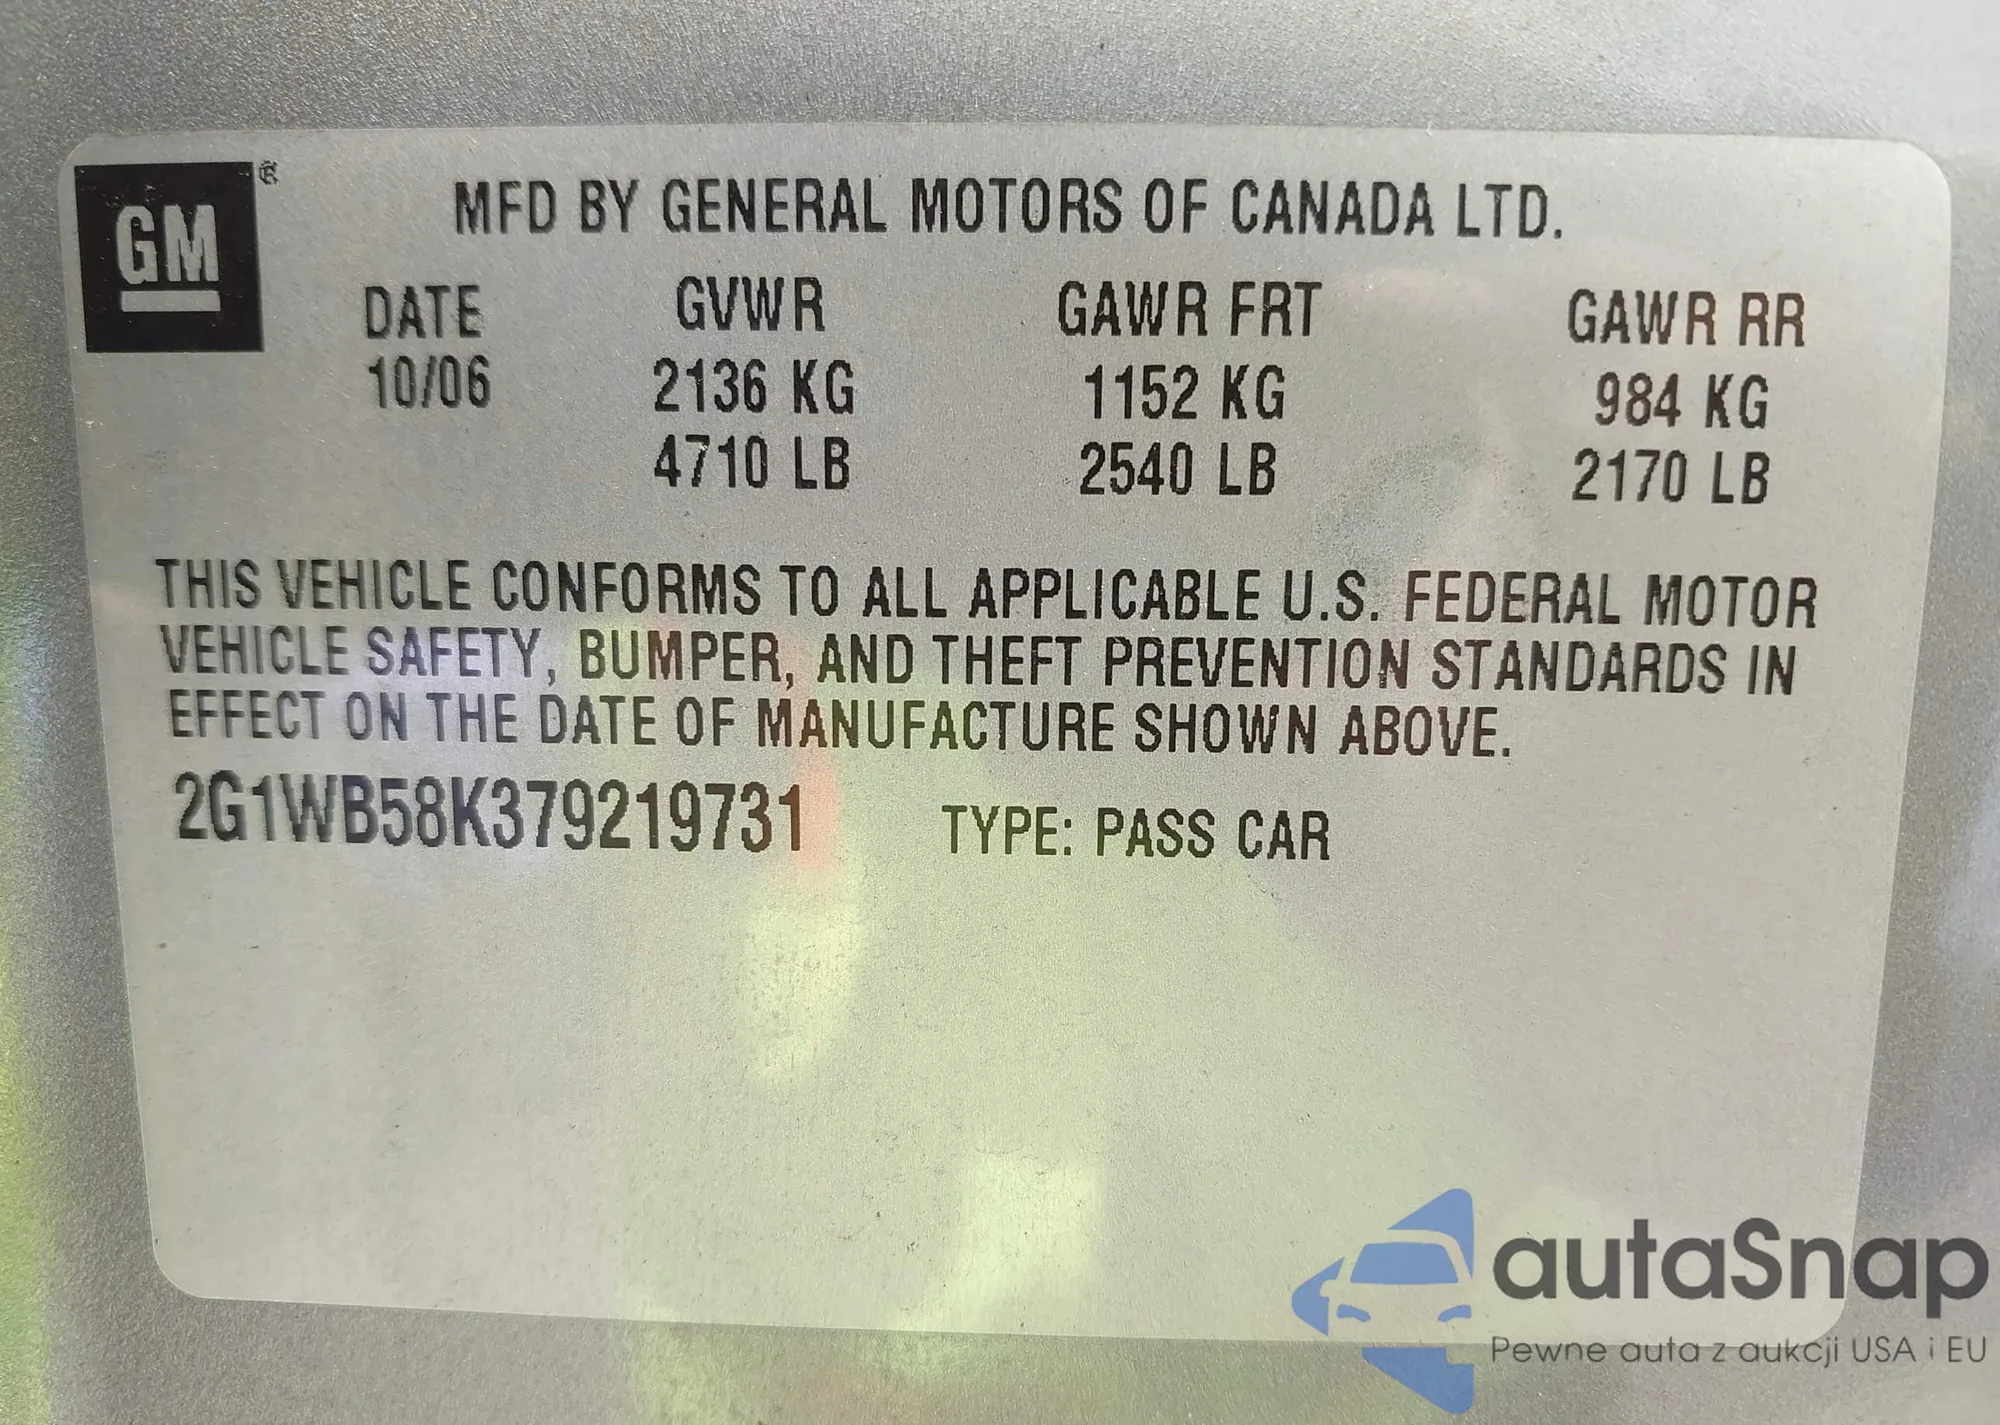 GM ®
MFD BY GENERAL MOTORS OF CANADA LTD.
DATE GVWR GAWR FRT GAWR RR
10/06 2136 KG 1152 KG 984 KG
4710 LB 2540 LB 2170 LB
THIS VEHICLE CONFORMS TO ALL APPLICABLE U.S. FEDERAL MOTOR
VEHICLE SAFETY, BUMPER, AND THEFT PREVENTION STANDARDS IN
EFFECT ON THE DATE OF MANUFACTURE SHOWN ABOVE.
2G1WB58K379219731 TYPE: PASS CAR
autaSnap
Pewne auta z aukcji USA i EU